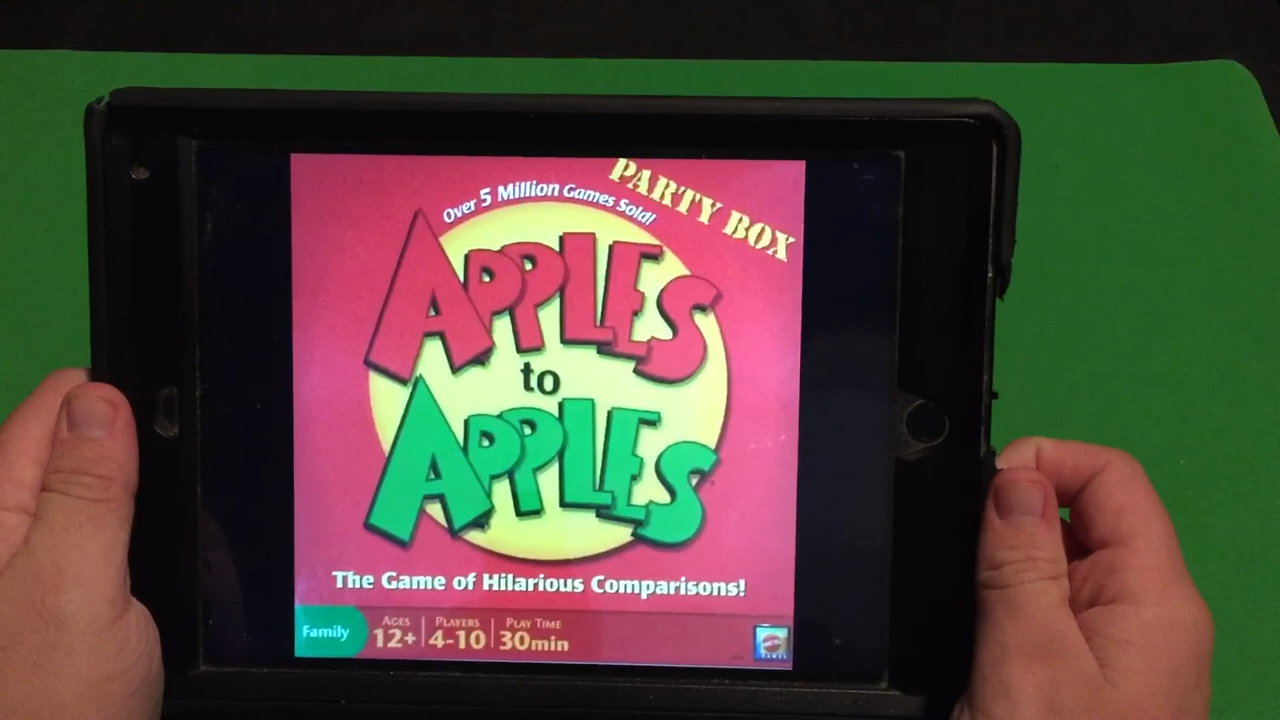 PARTY BOX
Over 5 Million Games Sold!
APPLES
to
APPLES
The Game of Hilarious Comparisons!
Family
AGES
12+
PLAYERS
4-10
PLAY TIME
30min